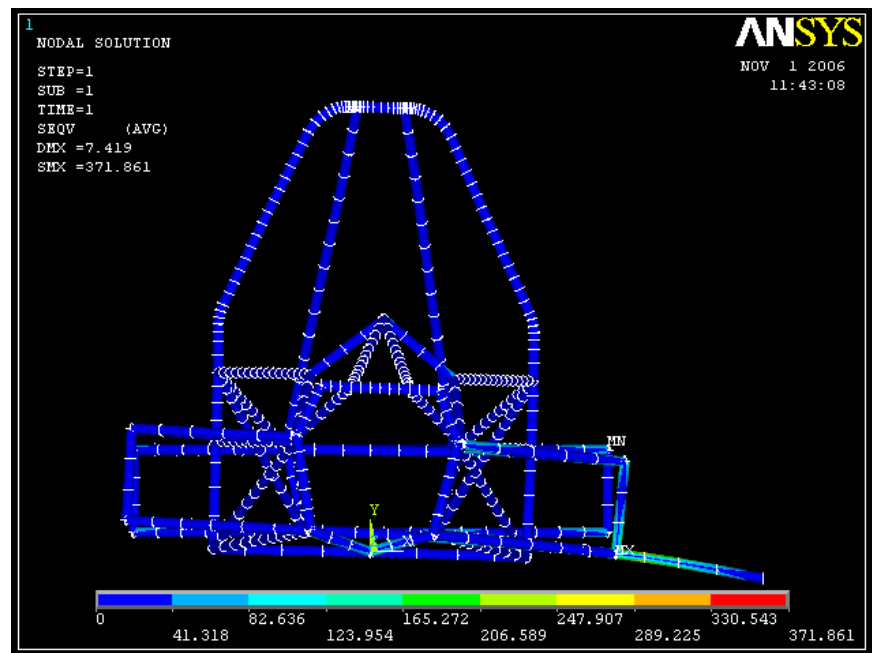 1
ANSYS
NODAL SOLUTION
NOV 1 2006
11:43:08
STEP=1
SUB =1
TIME=1
SEQV (AVG)
DMX =7.419
SMX =371.861
MN
Y
X
MX
0 82.636 165.272 247.907 330.543
41.318 123.954 206.589 289.225 371.861